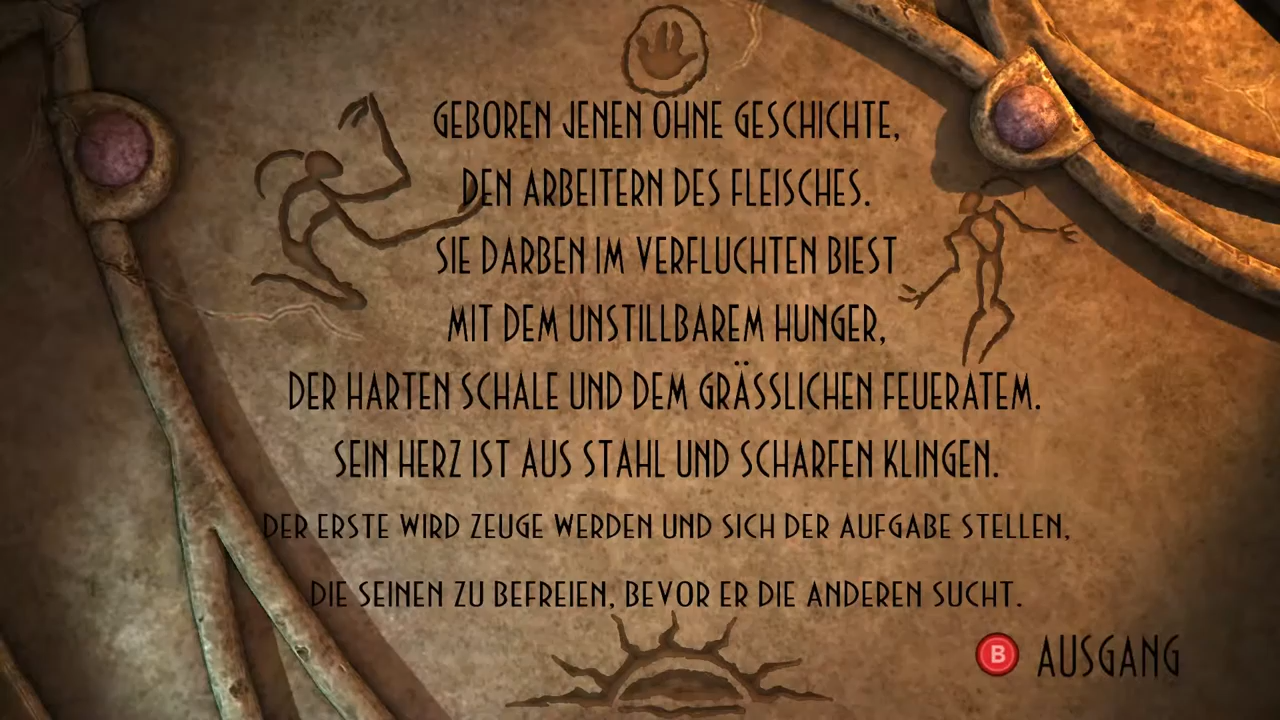 GEBOREN JENEN OHNE GESCHICHTE,
DEN ARBEITERN DES FLEISCHES.
SIE DARBEN IM VERFLUCHTEN BIEST
MIT DEM UNSTILLBAREM HUNGER,
DER HARTEN SCHALE UND DEM GRÄSSLICHEN FEUERATEM.
SEIN HERZ IST AUS STAHL UND SCHARFEN KLINGEN.
DER ERSTE WIRD ZEUGE WERDEN UND SICH DER AUFGABE STELLEN,
DIE SEINEN ZU BEFREIEN, BEVOR ER DIE ANDEREN SUCHT.
B AUSGANG